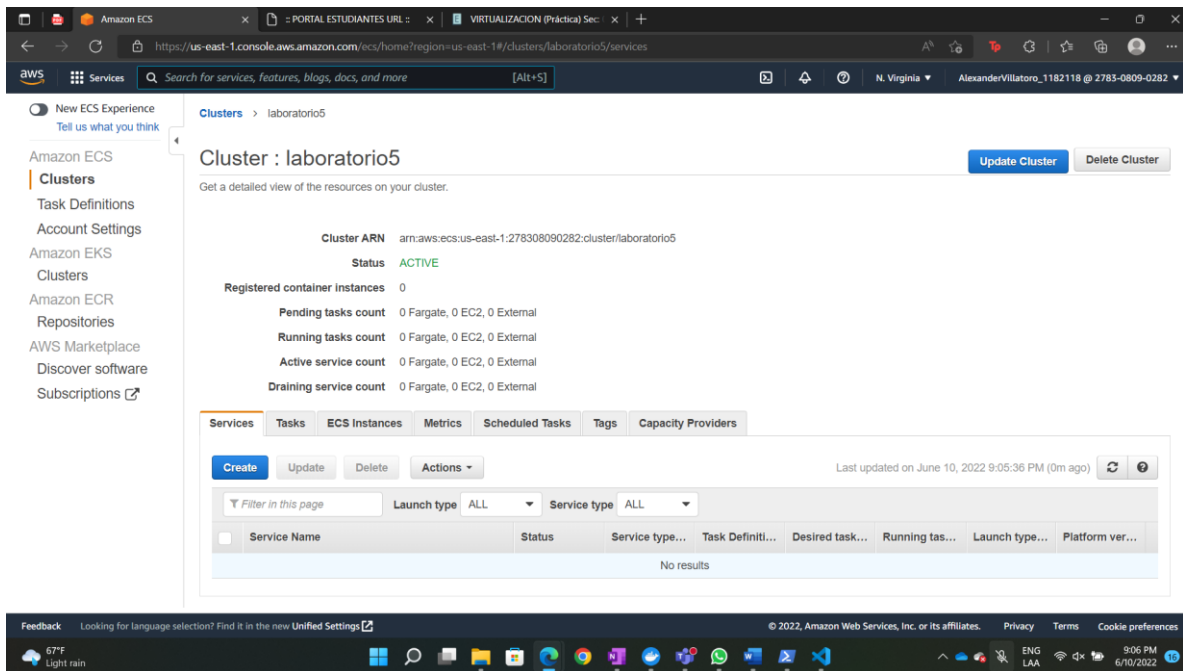 Amazon ECS
:: PORTAL ESTUDIANTES URL ::
VIRTUALIZACION (Práctica) Sec:
https://us-east-1.console.aws.amazon.com/ecs/home?region=us-east-1#/clusters/laboratorio5/services
aws Services Search for services, features, blogs, docs, and more [Alt+S] N. Virginia AlexanderVillatoro_1182118 @ 2783-0809-0282
New ECS Experience
Tell us what you think
Amazon ECS
Clusters
Task Definitions
Account Settings
Amazon EKS
Clusters
Amazon ECR
Repositories
AWS Marketplace
Discover software
Subscriptions
Clusters > laboratorio5
Cluster : laboratorio5
Update Cluster Delete Cluster
Get a detailed view of the resources on your cluster.
Cluster ARN arn:aws:ecs:us-east-1:278308090282:cluster/laboratorio5
Status ACTIVE
Registered container instances 0
Pending tasks count 0 Fargate, 0 EC2, 0 External
Running tasks count 0 Fargate, 0 EC2, 0 External
Active service count 0 Fargate, 0 EC2, 0 External
Draining service count 0 Fargate, 0 EC2, 0 External
Services Tasks ECS Instances Metrics Scheduled Tasks Tags Capacity Providers
Create Update Delete Actions Last updated on June 10, 2022 9:05:36 PM (0m ago)
Filter in this page Launch type ALL Service type ALL
Service Name Status Service type... Task Definiti... Desired task... Running tas... Launch type... Platform ver...
No results
Feedback Looking for language selection? Find it in the new Unified Settings © 2022, Amazon Web Services, Inc. or its affiliates. Privacy Terms Cookie preferences
67°F
Light rain
ENG
LAA
9:06 PM
6/10/2022
16